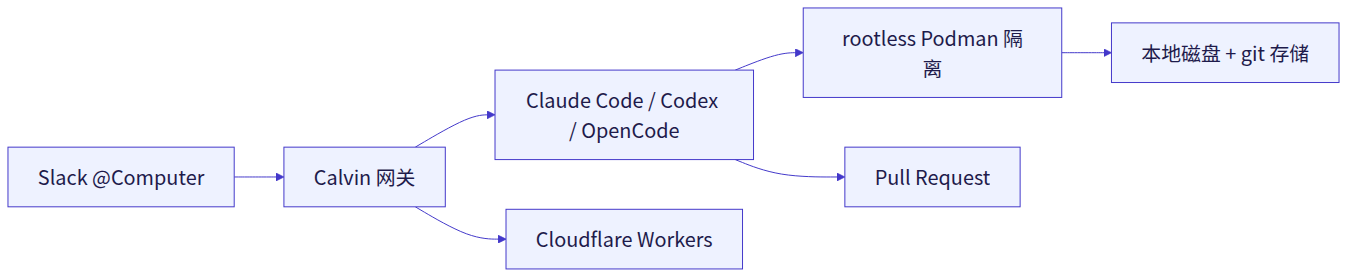 Slack @Computer
Calvin 网关
Claude Code / Codex
/ OpenCode
Cloudflare Workers
rootless Podman 隔
离
Pull Request
本地磁盘 + git 存储